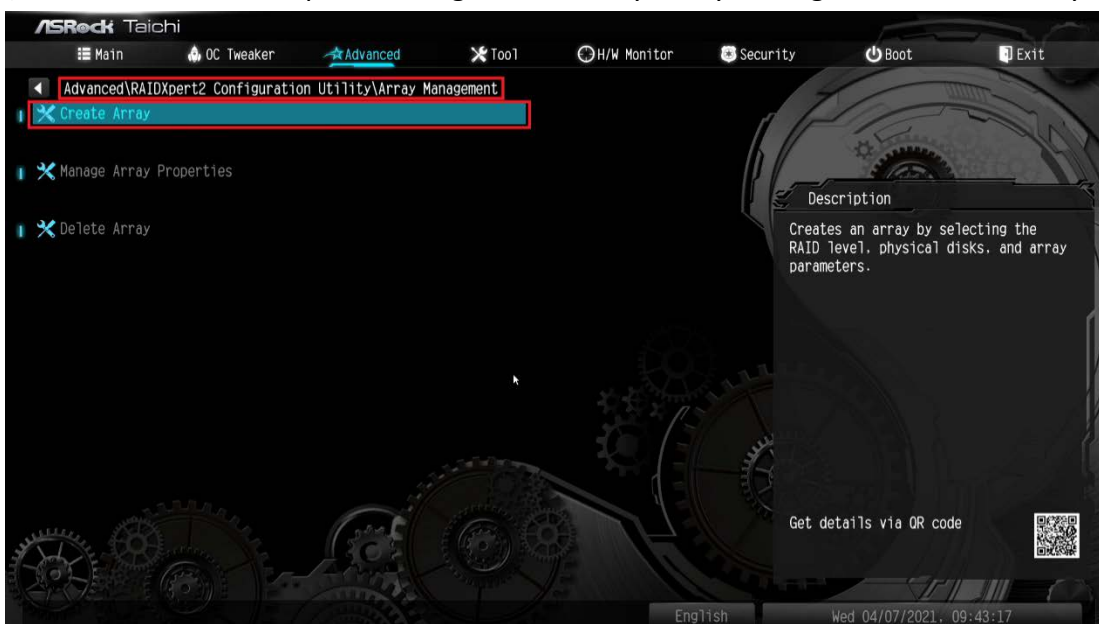 ASRock Taichi
Main OC Tweaker Advanced Tool H/W Monitor Security Boot Exit
Advanced\RAIDXpert2 Configuration Utility\Array Management
Create Array
Manage Array Properties
Delete Array
Description
Creates an array by selecting the
RAID level, physical disks, and array
parameters.
Get details via QR code
English Wed 04/07/2021, 09:43:17